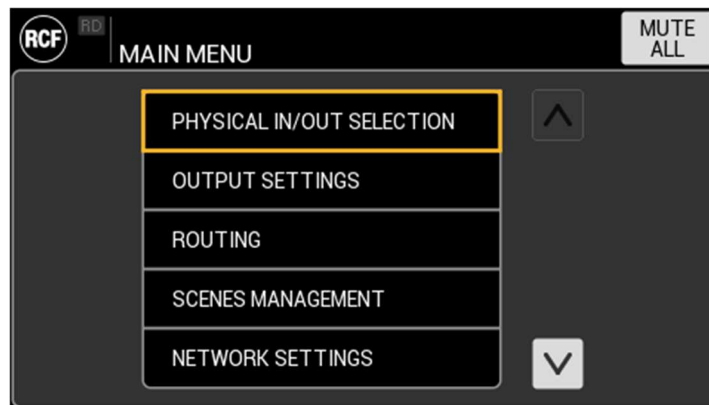 RCF
RD
MAIN MENU
MUTE
ALL
PHYSICAL IN/OUT SELECTION
OUTPUT SETTINGS
ROUTING
SCENES MANAGEMENT
NETWORK SETTINGS